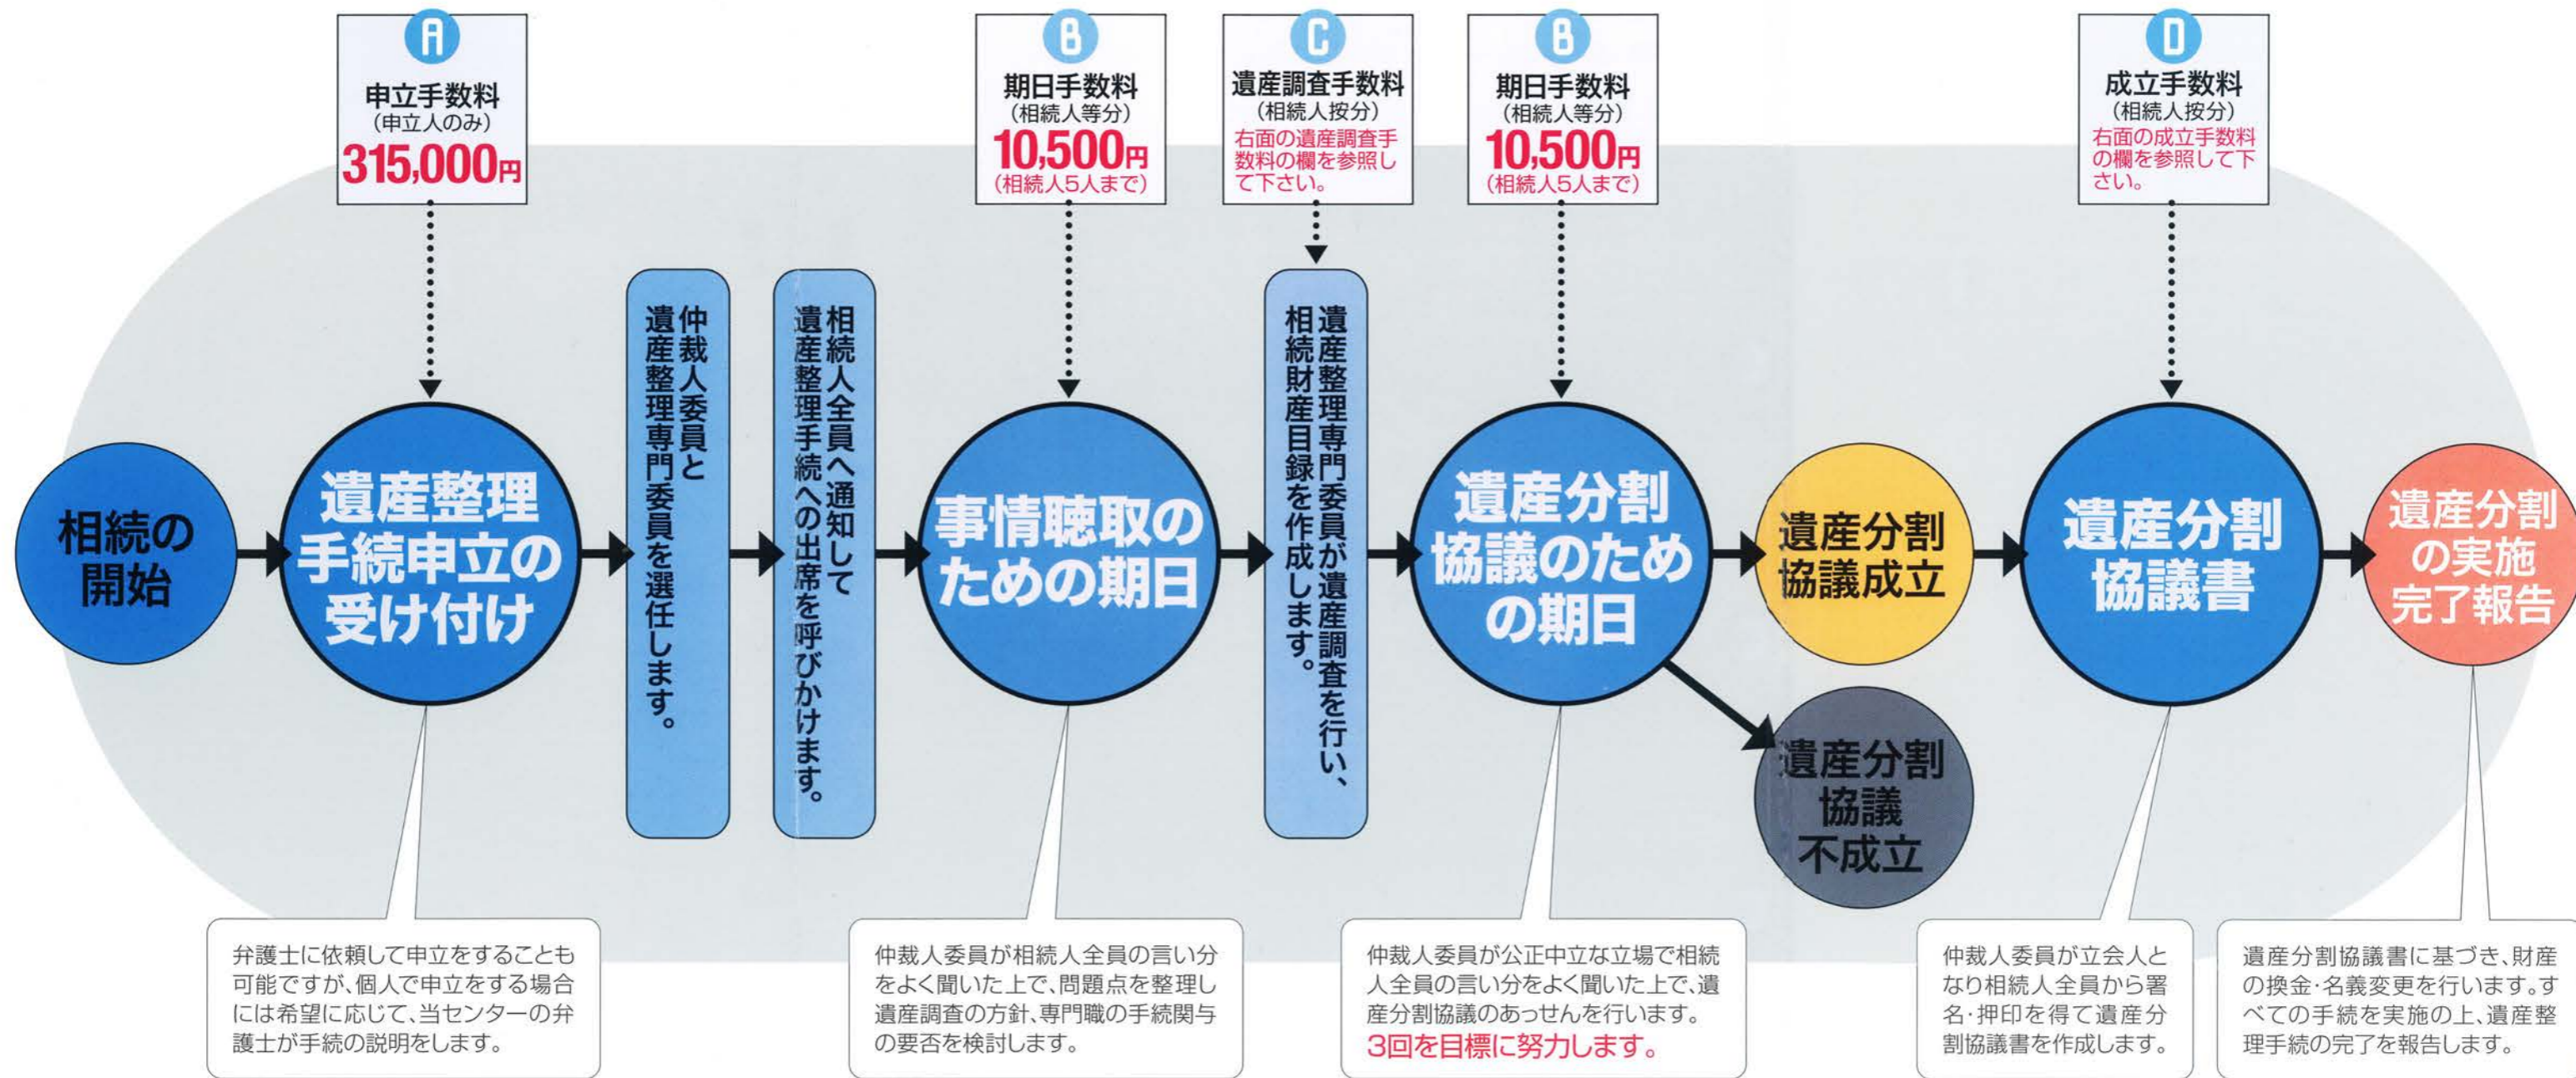 A
申立手数料
(申立人のみ)
315,000円
B
期日手数料
(相続人等分)
10,500円
(相続人5人まで)
C
遺産調査手数料
(相続人按分)
右面の遺産調査手
数料の欄を参照し
て下さい。
B
期日手数料
(相続人等分)
10,500円
(相続人5人まで)
D
成立手数料
(相続人按分)
右面の成立手数料
の欄を参照して下
さい。
相続の
開始
遺産整理
手続申立の
受け付け
仲裁人委員と
遺産整理専門委員を選任します。
相続人全員へ通知して
遺産整理手続への出席を呼びかけます。
事情聴取の
ための期日
遺産整理専門委員が遺産調査を行い、
相続財産目録を作成します。
遺産分割
協議のため
の期日
遺産分割
協議成立
遺産分割
協議
不成立
遺産分割
協議書
遺産分割
の実施
完了報告
弁護士に依頼して申立をすることも
可能ですが、個人で申立をする場合
には希望に応じて、当センターの弁
護士が手続の説明をします。
仲裁人委員が相続人全員の言い分
をよく聞いた上で、問題点を整理し
遺産調査の方針、専門職の手続関与
の要否を検討します。
仲裁人委員が公正中立な立場で相続
人全員の言い分をよく聞いた上で、遺
産分割協議のあっせんを行います。
3回を目標に努力します。
仲裁人委員が立会人と
なり相続人全員から署
名・押印を得て遺産分
割協議書を作成します。
遺産分割協議書に基づき、財産
の換金・名義変更を行います。す
べての手続を実施の上、遺産整
理手続の完了を報告します。